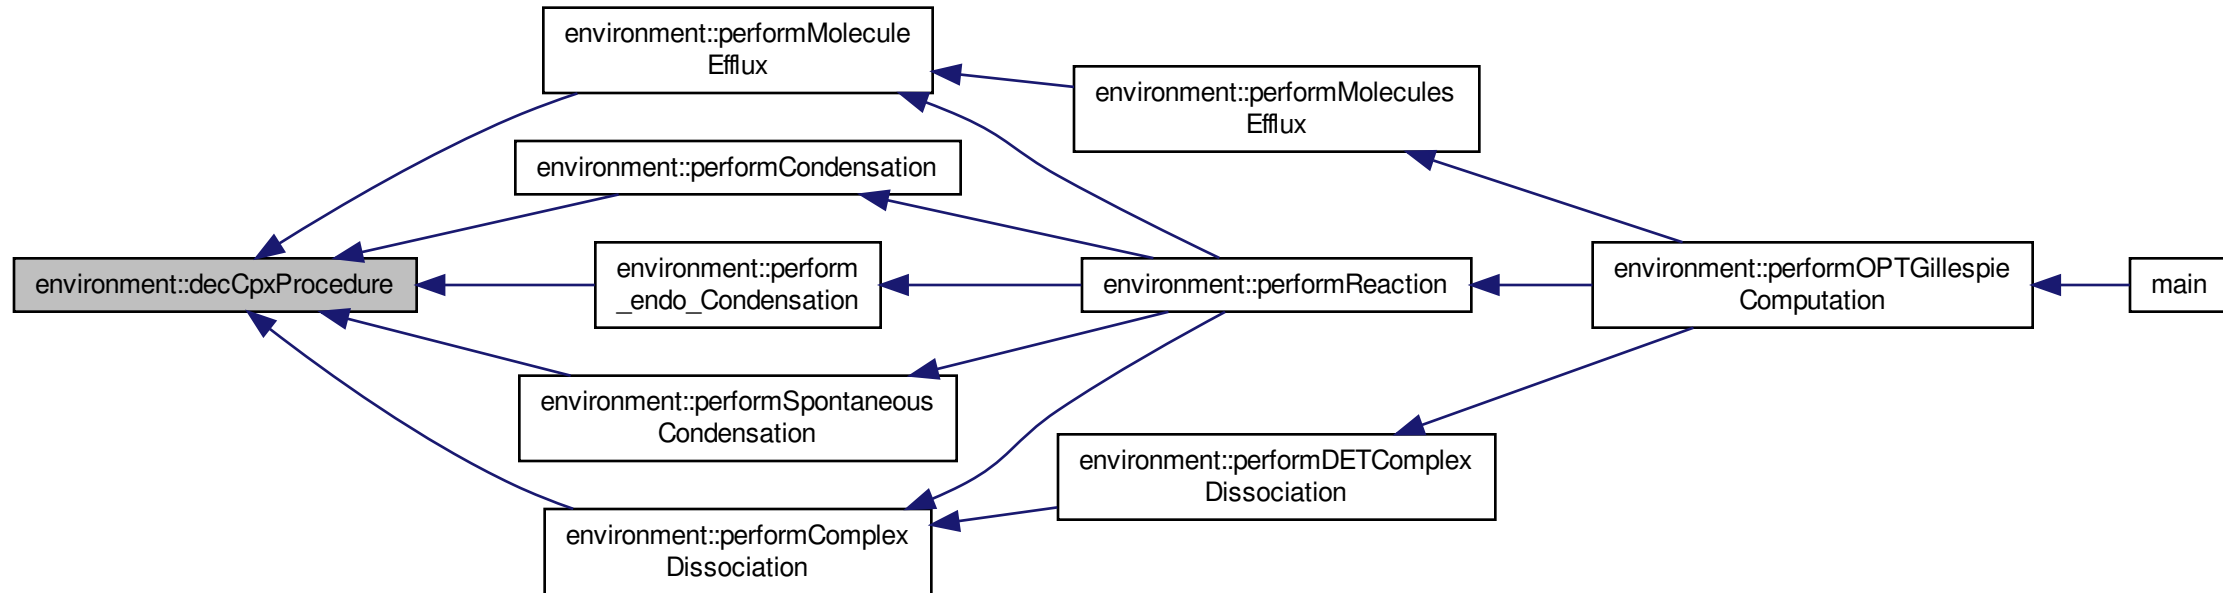 environment::performMolecule
Efflux
environment::performMolecules
Efflux
environment::performCondensation
environment::decCpxProcedure
environment::perform
_endo_Condensation
environment::performReaction
environment::performOPTGillespie
Computation
main
environment::performSpontaneous
Condensation
environment::performDETComplex
Dissociation
environment::performComplex
Dissociation